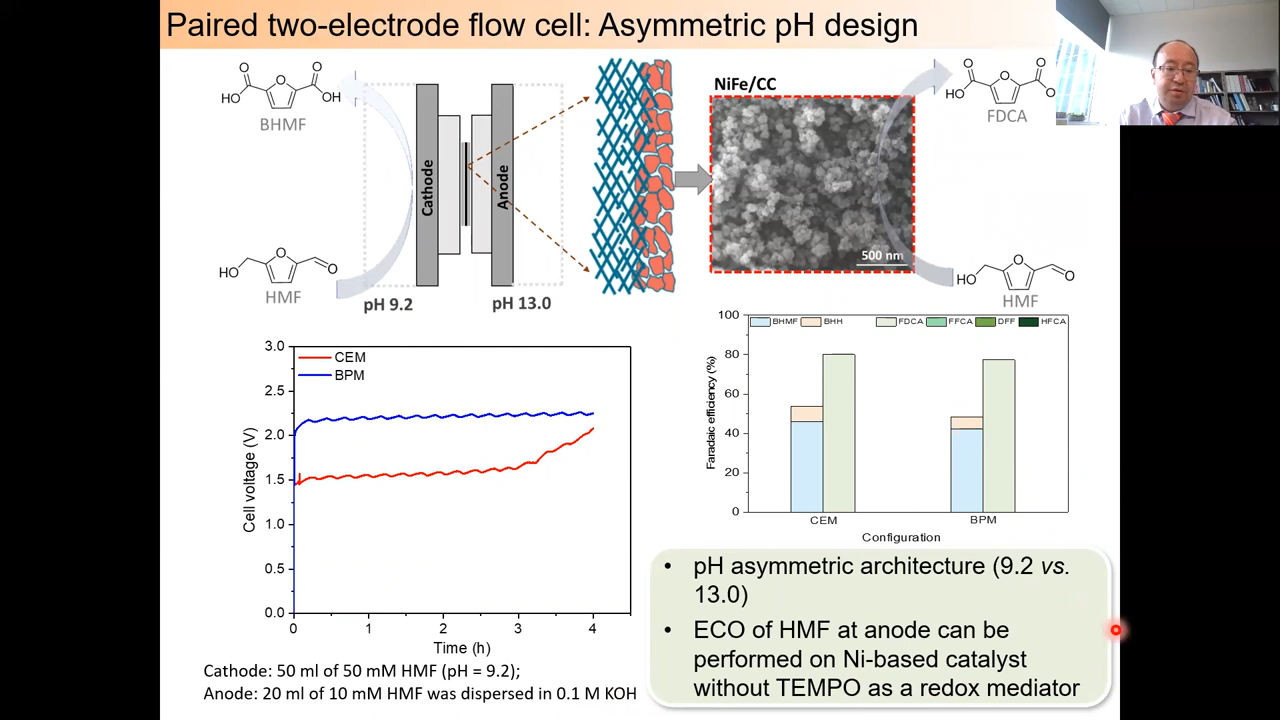 Paired two-electrode flow cell: Asymmetric pH design
O
O
O
HO
OH
BHMF
HO
O
O
HMF
Cathode
Anode
pH 9.2
pH 13.0
NiFe/CC
500 nm
O
O
O
HO
O
FDCA
HO
O
O
HMF
3.0
2.5
2.0
1.5
1.0
0.5
0.0
Cell voltage (V)
CEM
BPM
0
1
2
3
4
Time (h)
100
80
60
40
20
0
Faradaic efficiency (%)
BHMF
BHH
FDCA
FFCA
DFF
HFCA
CEM
BPM
Configuration
Cathode: 50 ml of 50 mM HMF (pH = 9.2);
Anode: 20 ml of 10 mM HMF was dispersed in 0.1 M KOH
• pH asymmetric architecture (9.2 vs.
13.0)
• ECO of HMF at anode can be
performed on Ni-based catalyst
without TEMPO as a redox mediator